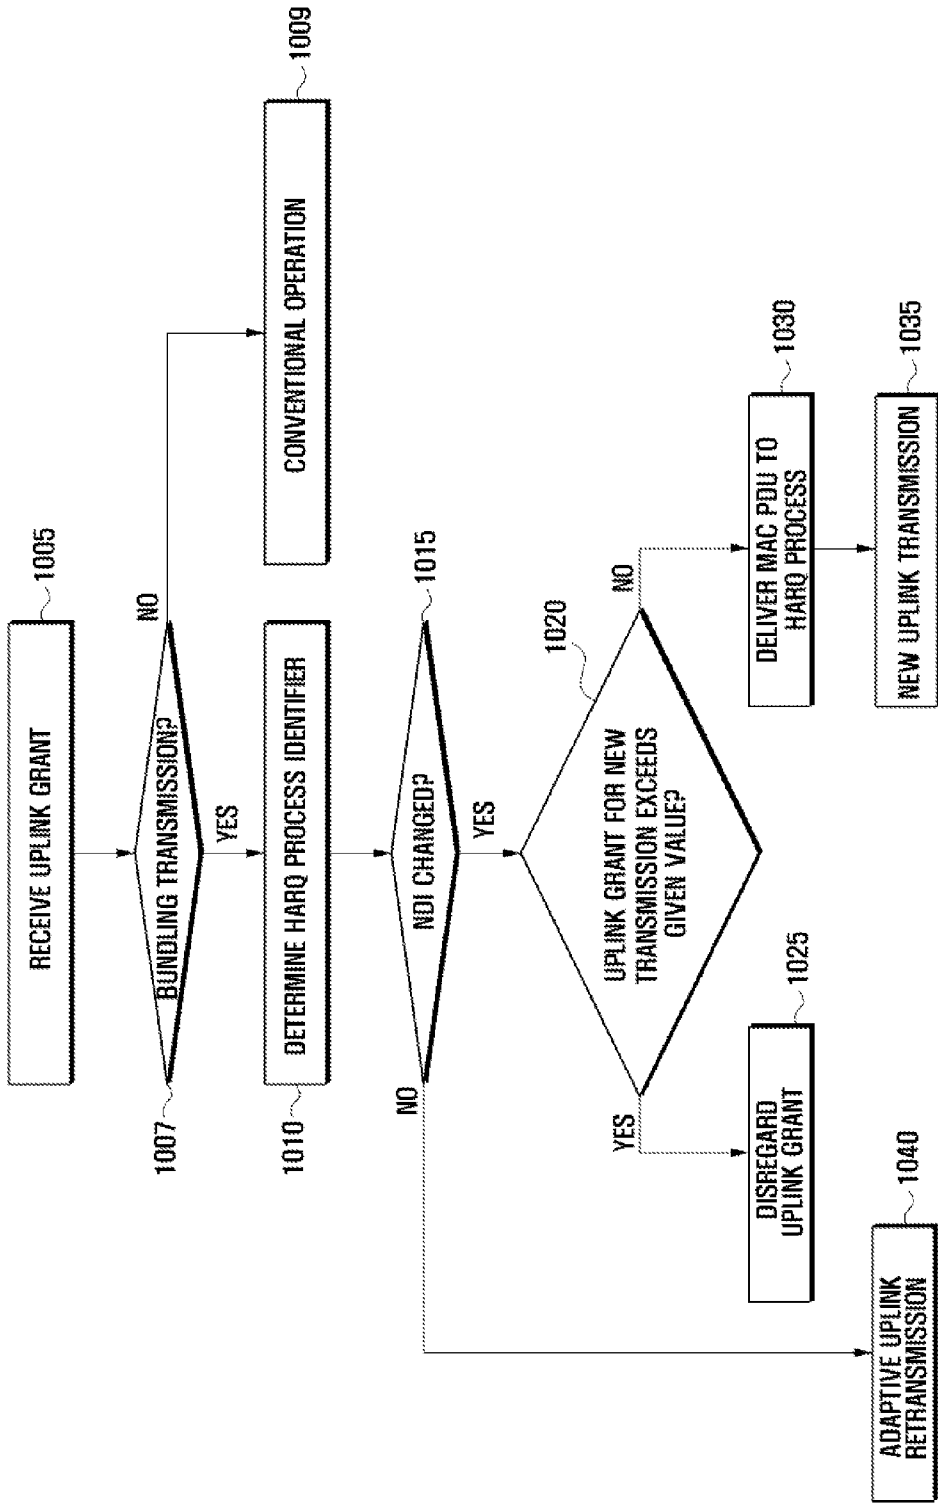 RECEIVE UPLINK GRANT
1005
BUNDLING TRANSMISSION?
1007
NO
YES
CONVENTIONAL OPERATION
1009
DETERMINE HARQ PROCESS IDENTIFIER
1010
NDI CHANGED?
1015
NO
YES
UPLINK GRANT FOR NEW
TRANSMISSION EXCEEDS
GIVEN VALUE?
1020
YES
NO
DISREGARD
UPLINK GRANT
1025
DELIVER MAC PDU TO
HARQ PROCESS
1030
ADAPTIVE UPLINK
RETRANSMISSION
1040
NEW UPLINK TRANSMISSION
1035